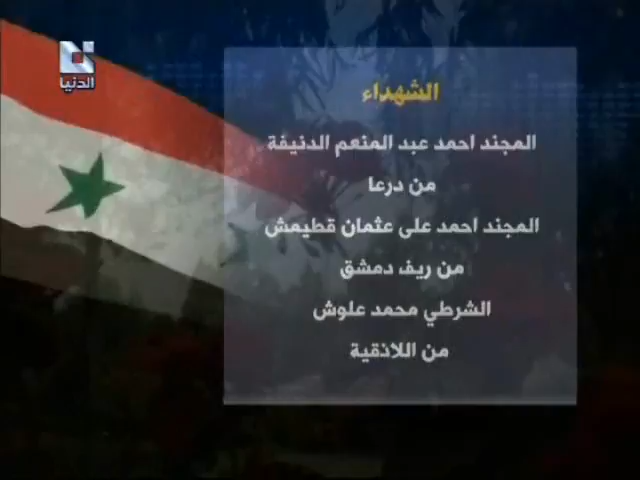 الدنيا
الشهداء
المجند احمد عبد المنعم الدنيفة
من درعا
المجند احمد على عثمان قطيمش
من ريف دمشق
الشرطي محمد علوش
من اللاذقية